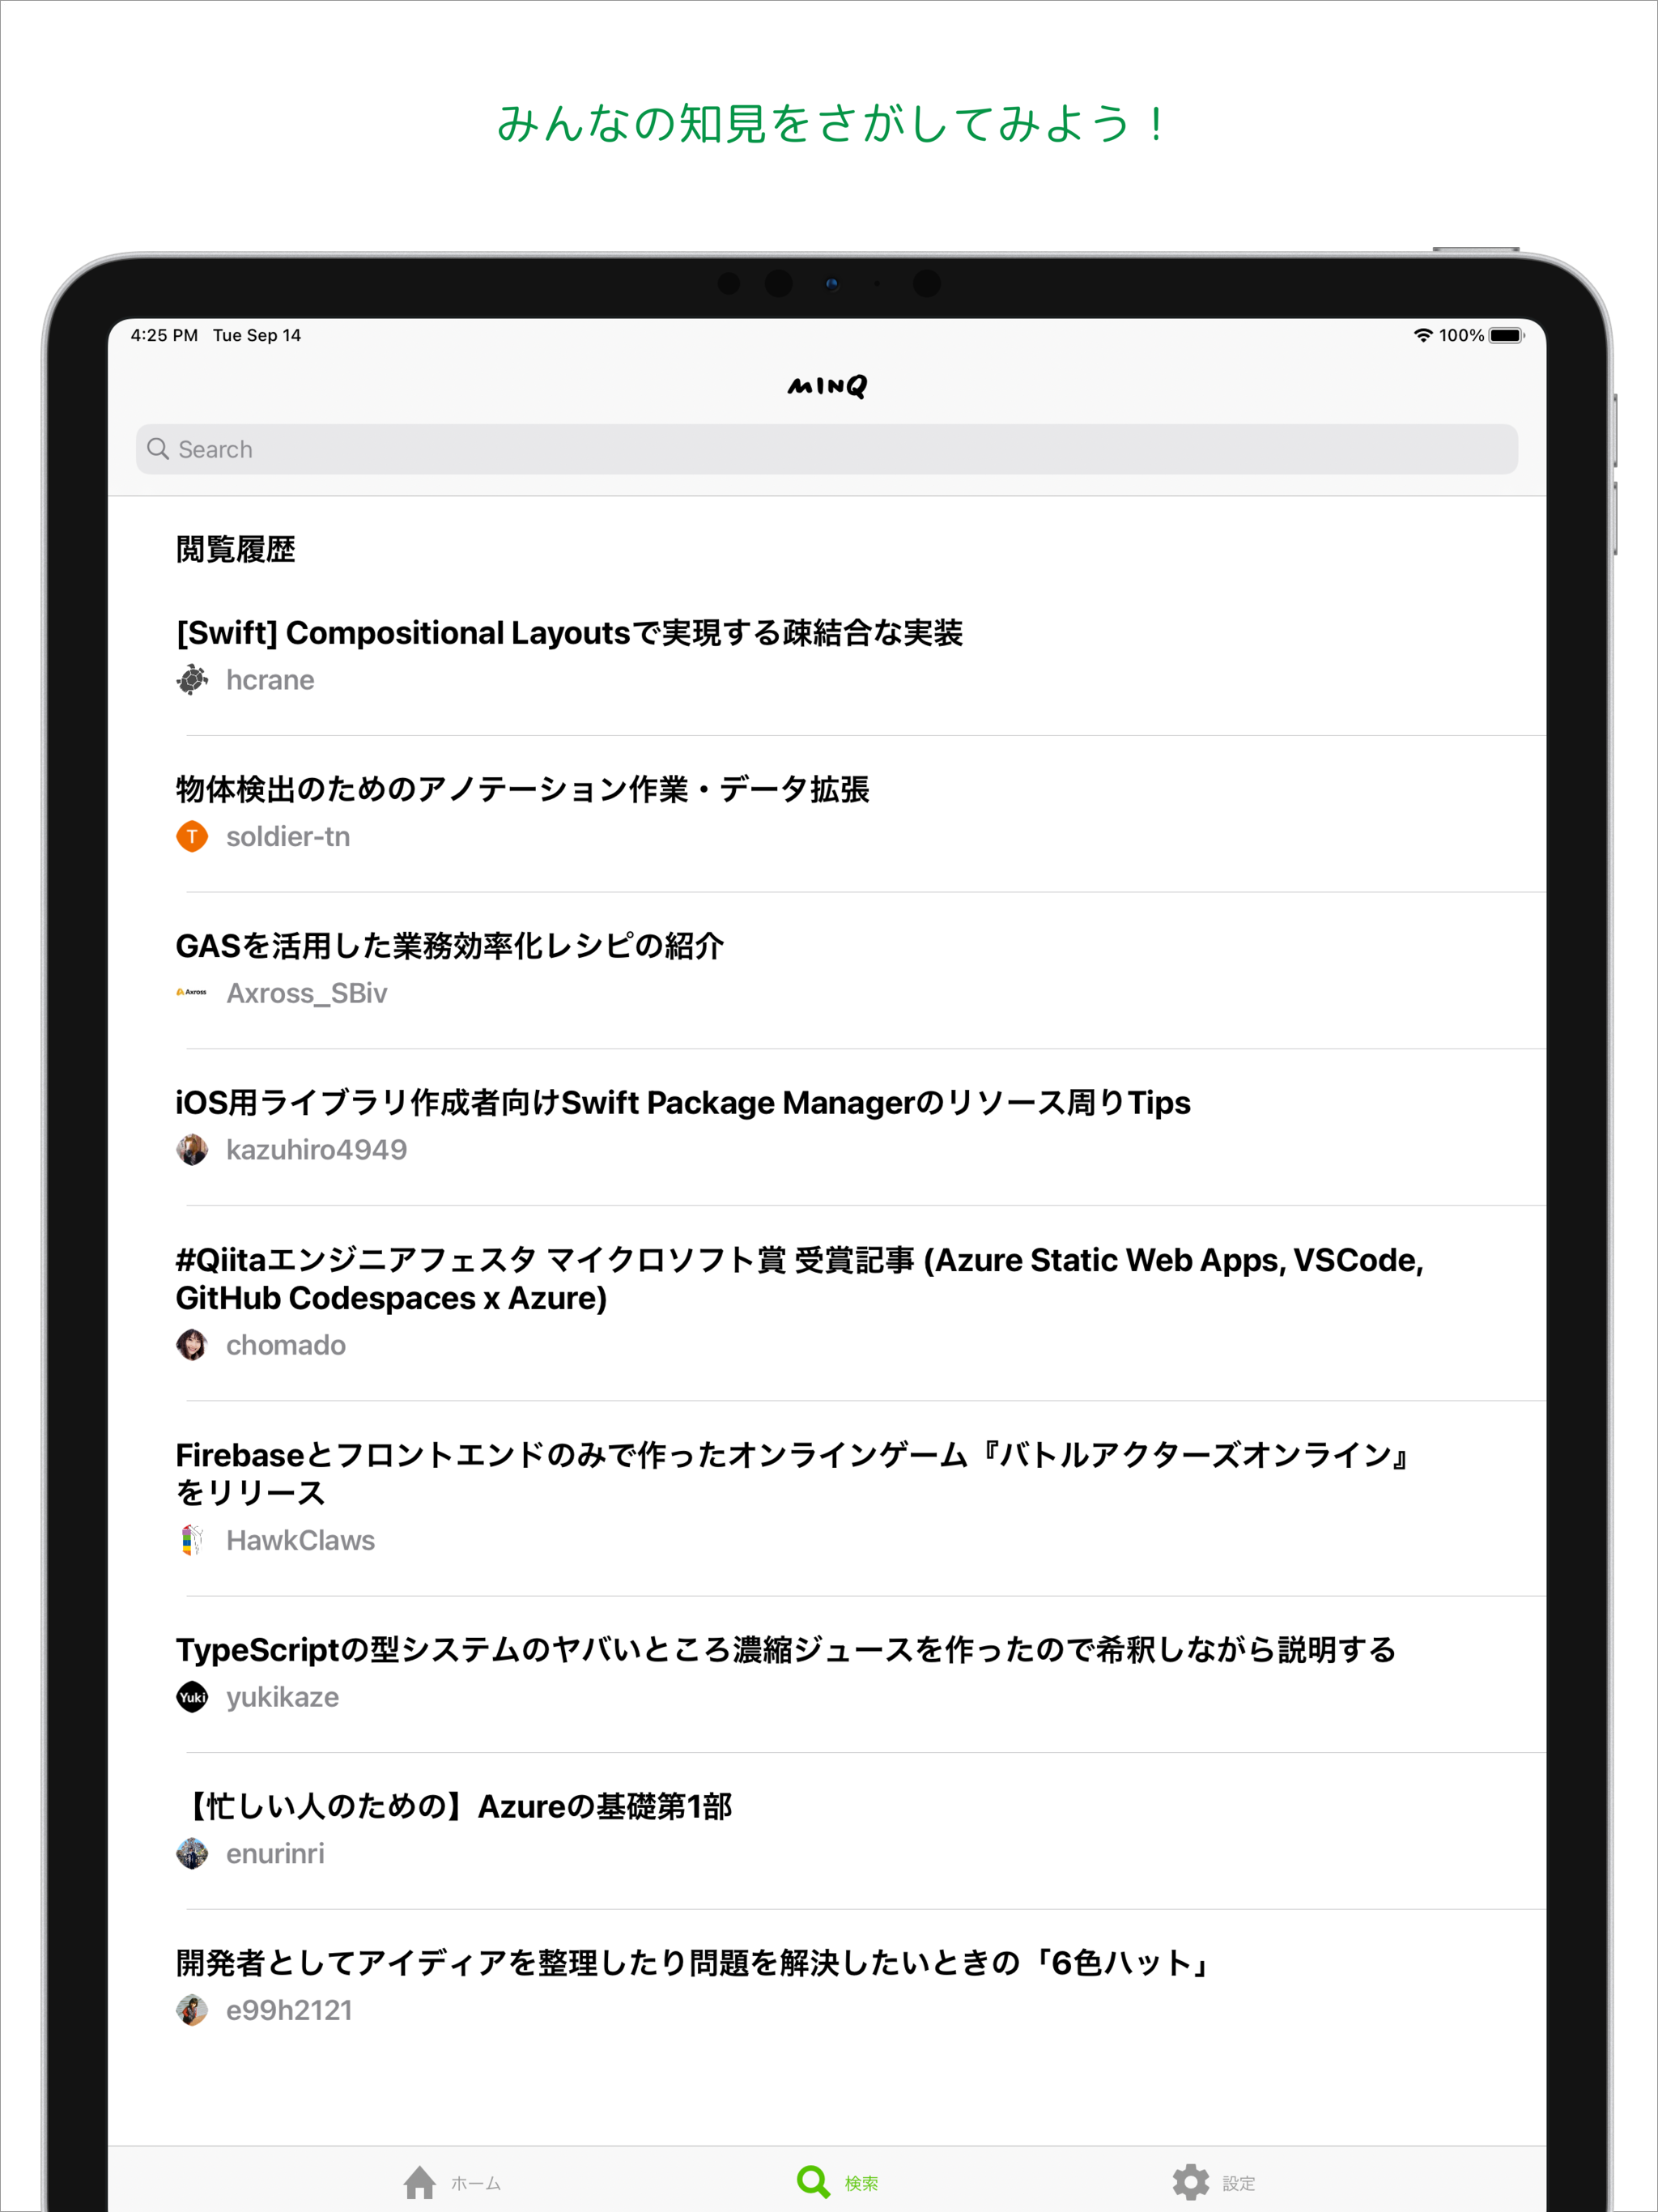 みんなの知見をさがしてみよう！
4:25 PM Tue Sep 14 100%
MINQ
Search
閲覧履歴
[Swift] Compositional Layoutsで実現する疎結合な実装
hcrane
物体検出のためのアノテーション作業・データ拡張
T soldier-tn
GASを活用した業務効率化レシピの紹介
Axross Axross_SBiv
iOS用ライブラリ作成者向けSwift Package Managerのリソース周りTips
kazuhiro4949
#Qiitaエンジニアフェスタ マイクロソフト賞 受賞記事 (Azure Static Web Apps, VSCode,
GitHub Codespaces x Azure)
chomado
Firebaseとフロントエンドのみで作ったオンラインゲーム『バトルアクターズオンライン』
をリリース
HawkClaws
TypeScriptの型システムのヤバいところ濃縮ジュースを作ったので希釈しながら説明する
Yuki yukikaze
【忙しい人のための】Azureの基礎第1部
enurinri
開発者としてアイディアを整理したり問題を解決したいときの「6色ハット」
e99h2121
ホーム 検索 設定